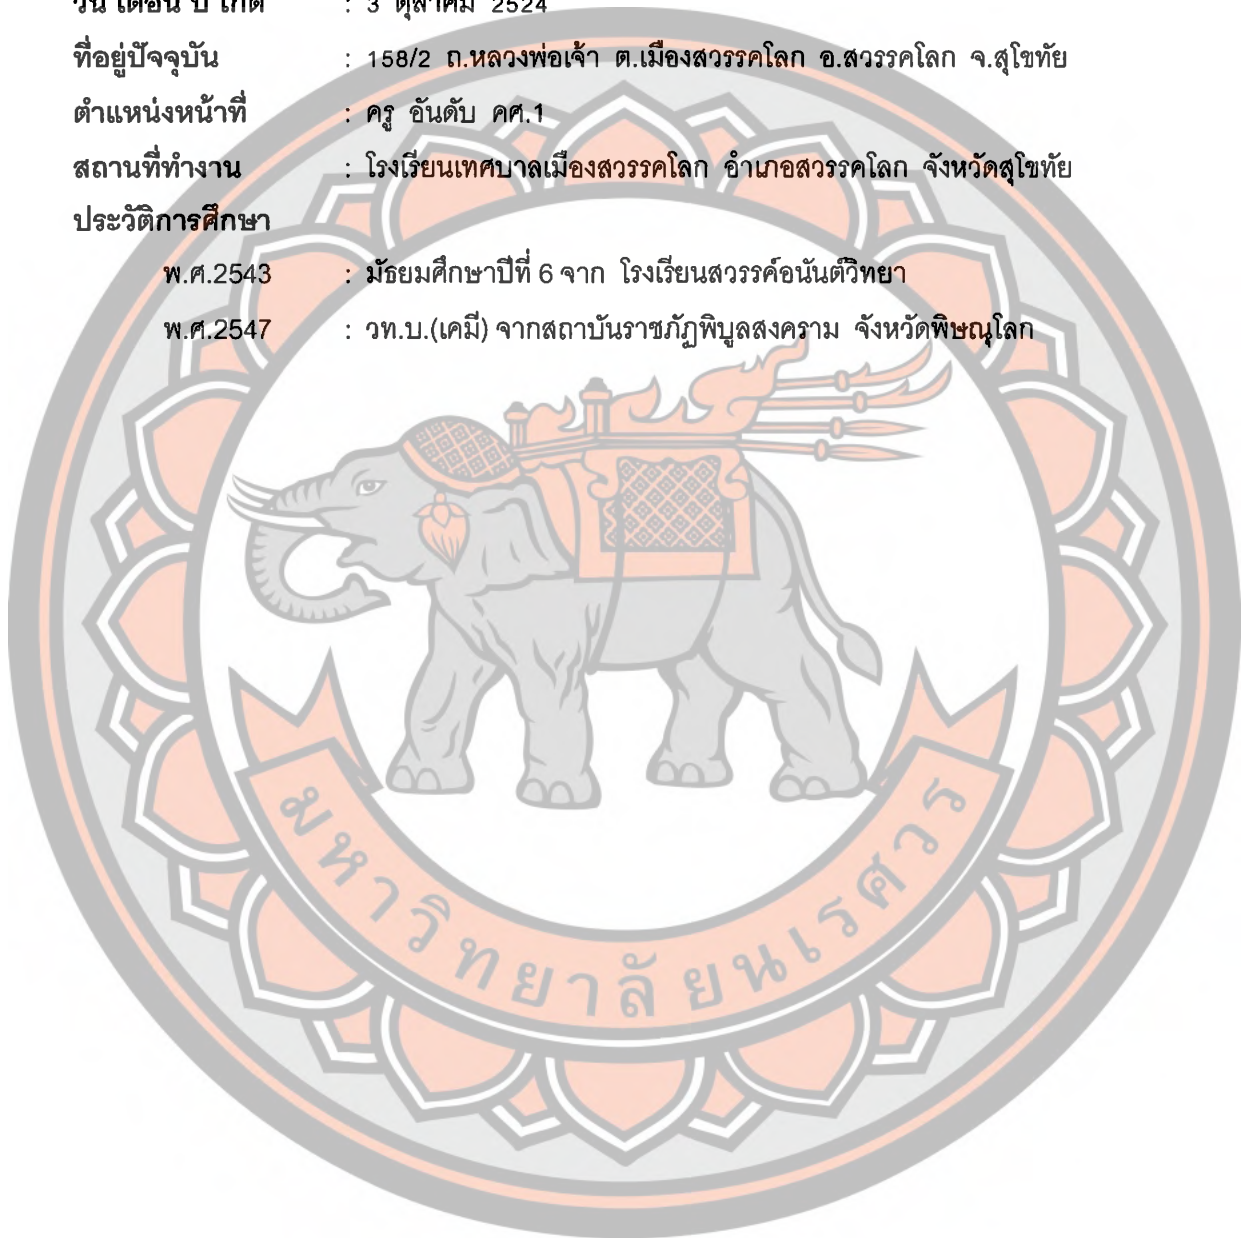 วัน เดือน ปี เกิด : 3 ตุลาคม 2524
ที่อยู่ปัจจุบัน : 158/2 ถ.หลวงพ่อเจ้า ต.เมืองสวรรคโลก อ.สวรรคโลก จ.สุโขทัย
ตำแหน่งหน้าที่ : ครู อันดับ คศ.1
สถานที่ทำงาน : โรงเรียนเทศบาลเมืองสวรรคโลก อำเภอสวรรคโลก จังหวัดสุโขทัย
ประวัติการศึกษา
พ.ศ.2543 : มัธยมศึกษาปีที่ 6 จาก โรงเรียนสวรรค์อนันต์วิทยา
พ.ศ.2547 : วท.บ.(เคมี) จากสถาบันราชภัฏพิบูลสงคราม จังหวัดพิษณุโลก
มหาวิทยาลัยนเรศวร